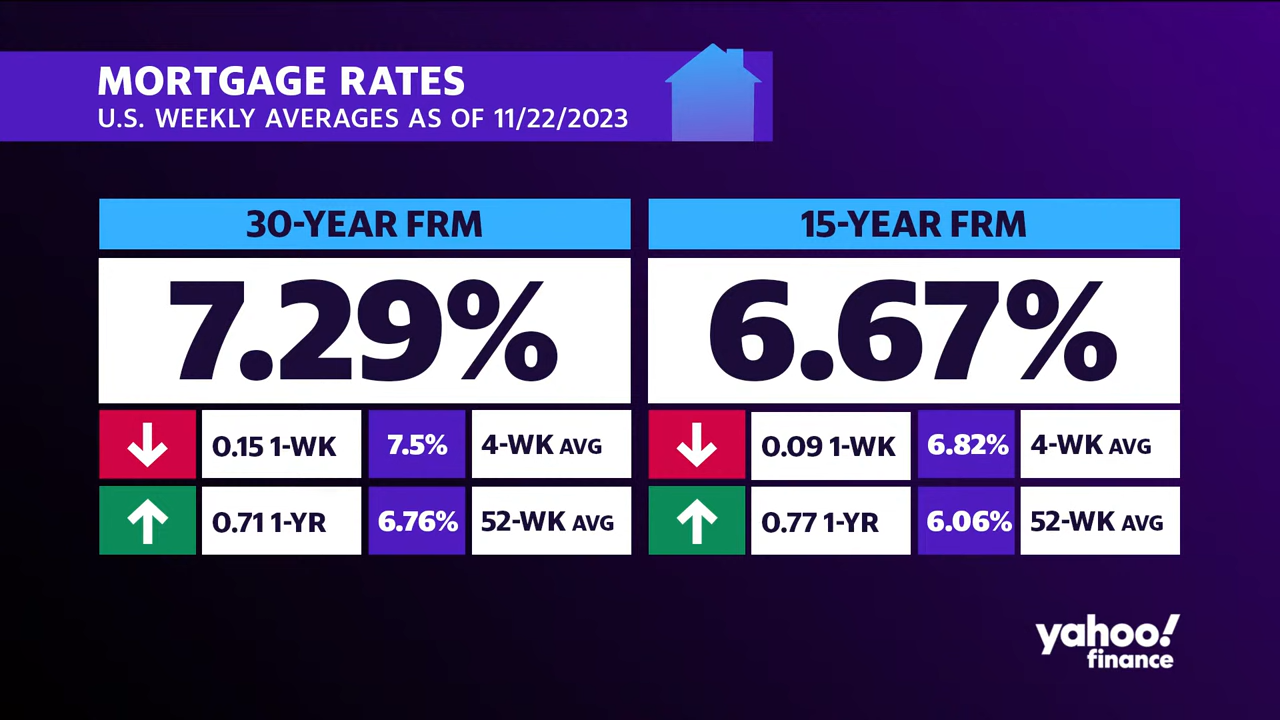 MORTGAGE RATES
U.S. WEEKLY AVERAGES AS OF 11/22/2023
30-YEAR FRM
7.29%
0.15 1-WK
7.5%
4-WK AVG
0.71 1-YR
6.76%
52-WK AVG
15-YEAR FRM
6.67%
0.09 1-WK
6.82%
4-WK AVG
0.77 1-YR
6.06%
52-WK AVG
yahoo!
finance